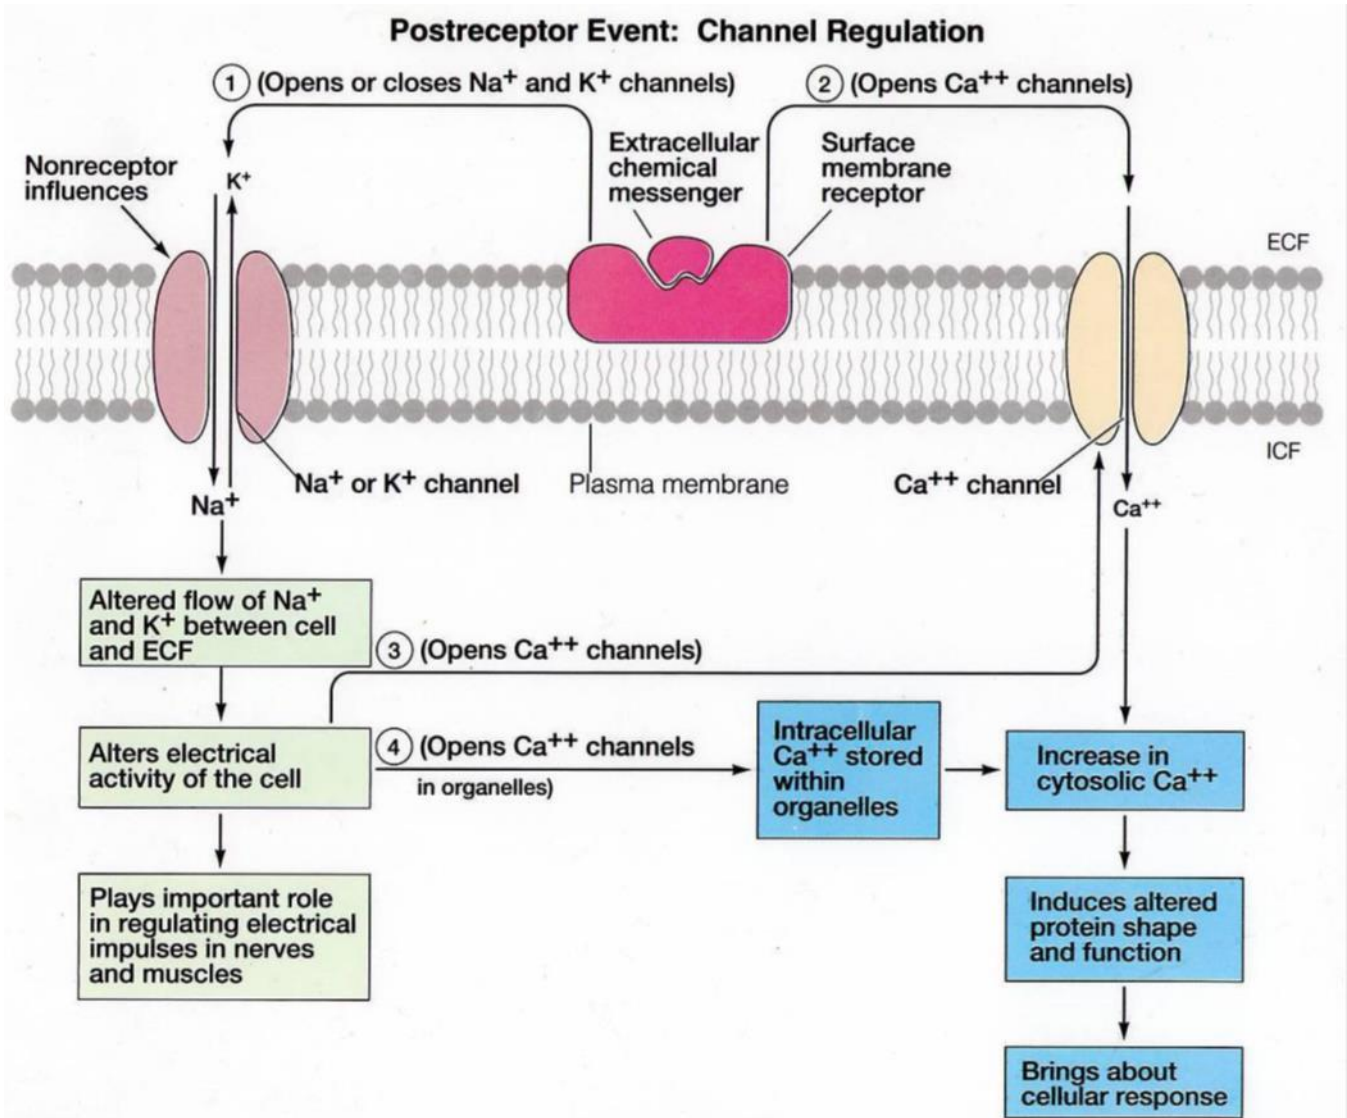 Postreceptor Event: Channel Regulation
1 (Opens or closes Na⁺ and K⁺ channels)
2 (Opens Ca⁺⁺ channels)
Nonreceptor
influences
K⁺
Extracellular
chemical
messenger
Surface
membrane
receptor
ECF
ICF
Na⁺ or K⁺ channel
Plasma membrane
Ca⁺⁺ channel
Na⁺
Ca⁺⁺
Altered flow of Na⁺
and K⁺ between cell
and ECF
3 (Opens Ca⁺⁺ channels)
Alters electrical
activity of the cell
4 (Opens Ca⁺⁺ channels
in organelles)
Intracellular
Ca⁺⁺ stored
within
organelles
Increase in
cytosolic Ca⁺⁺
Plays important role
in regulating electrical
impulses in nerves
and muscles
Induces altered
protein shape
and function
Brings about
cellular response